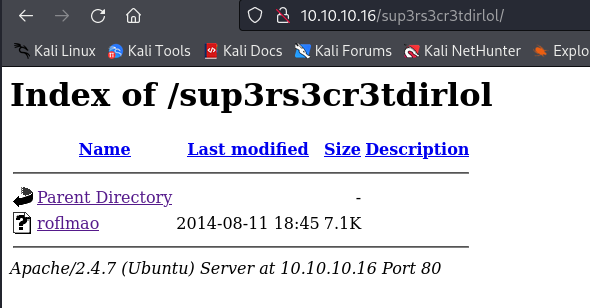 10.10.10.16/sup3rs3cr3tdirlol/
Kali Linux Kali Tools Kali Docs Kali Forums Kali NetHunter Explo
Index of /sup3rs3cr3tdirlol
Name Last modified Size Description
Parent Directory -
roflmao 2014-08-11 18:45 7.1K
Apache/2.4.7 (Ubuntu) Server at 10.10.10.16 Port 80